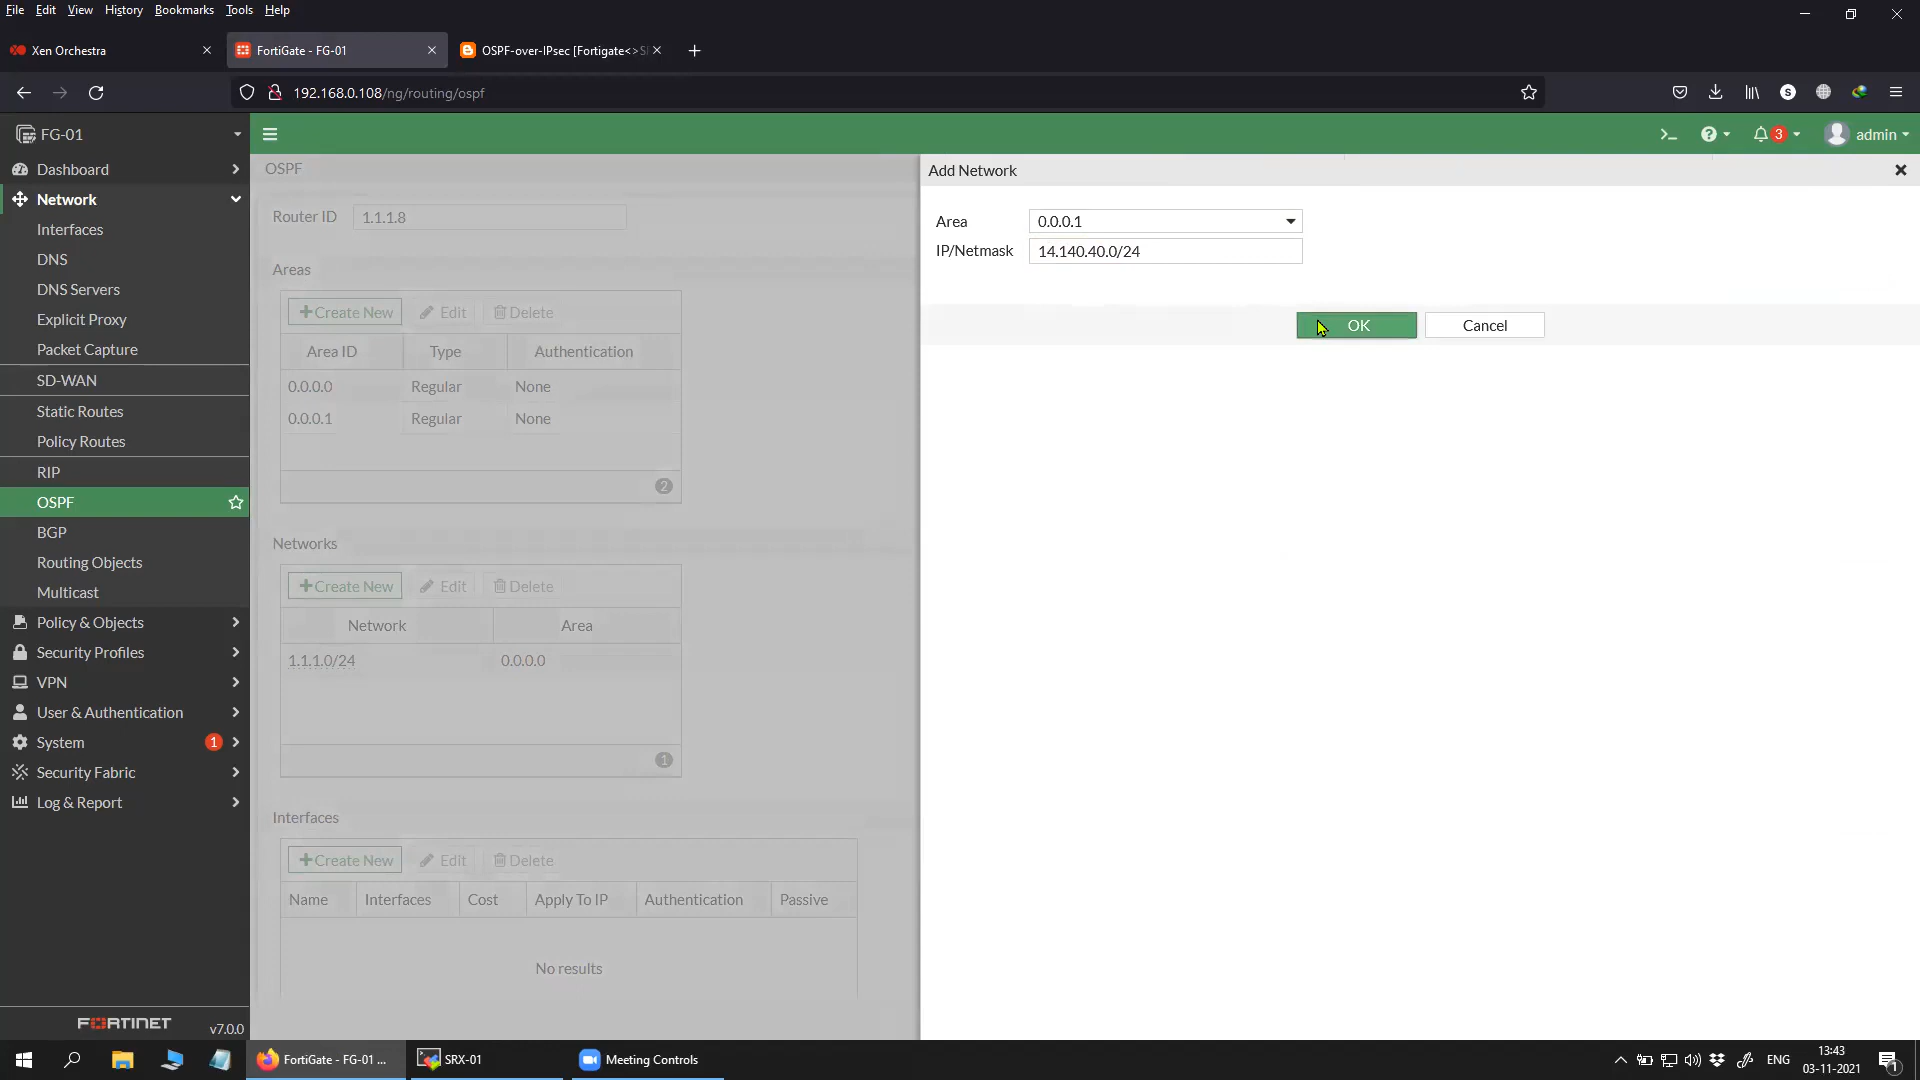 File Edit View History Bookmarks Tools Help
Xen Orchestra
FortiGate - FG-01
OSPF-over-IPsec [Fortigate<>S
192.168.0.108/ng/routing/ospf
FG-01
3
admin
Dashboard
Network
Interfaces
DNS
DNS Servers
Explicit Proxy
Packet Capture
SD-WAN
Static Routes
Policy Routes
RIP
OSPF
BGP
Routing Objects
Multicast
Policy & Objects
Security Profiles
VPN
User & Authentication
System 1
Security Fabric
Log & Report
FORTINET v7.0.0
OSPF
Router ID 1.1.1.8
Areas
+Create New Edit Delete
Area ID Type Authentication
0.0.0.0 Regular None
0.0.0.1 Regular None
2
Networks
+Create New Edit Delete
Network Area
1.1.1.0/24 0.0.0.0
1
Interfaces
+Create New Edit Delete
Name Interfaces Cost Apply To IP Authentication Passive
No results
Add Network
Area 0.0.0.1
IP/Netmask 14.140.40.0/24
OK Cancel
FortiGate - FG-01 ...
SRX-01
Meeting Controls
ENG
13:43
03-11-2021
1